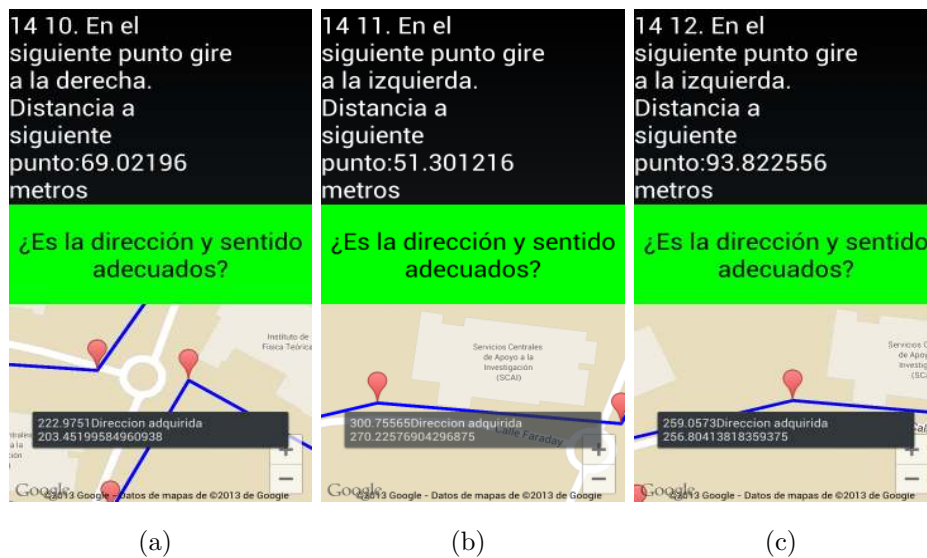 14 10. En el
siguiente punto gire
a la derecha.
Distancia a
siguiente
punto:69.02196
metros
¿Es la dirección y sentido
adecuados?
Instituto de
Física Teórica
222.9751Direccion adquirida
203.45199584960938
+
−
Google
©2013 Google - Datos de mapas de ©2013 de Google
(a)
14 11. En el
siguiente punto gire
a la izquierda.
Distancia a
siguiente
punto:51.301216
metros
¿Es la dirección y sentido
adecuados?
Servicios Centrales
de Apoyo a la
Investigación
(SCAI)
300.75565Direccion adquirida
270.22576904296875
Calle Faraday
+
−
Google
©2013 Google - Datos de mapas de ©2013 de Google
(b)
14 12. En el
siguiente punto gire
a la izquierda.
Distancia a
siguiente
punto:93.822556
metros
¿Es la dirección y sentido
adecuados?
Servicios C
de Apoy
Investig
(SC
259.0573Direccion adquirida
256.80413818359375
Cal
+
−
Google
©2013 Google - Datos de mapas de ©2013 de Google
(c)